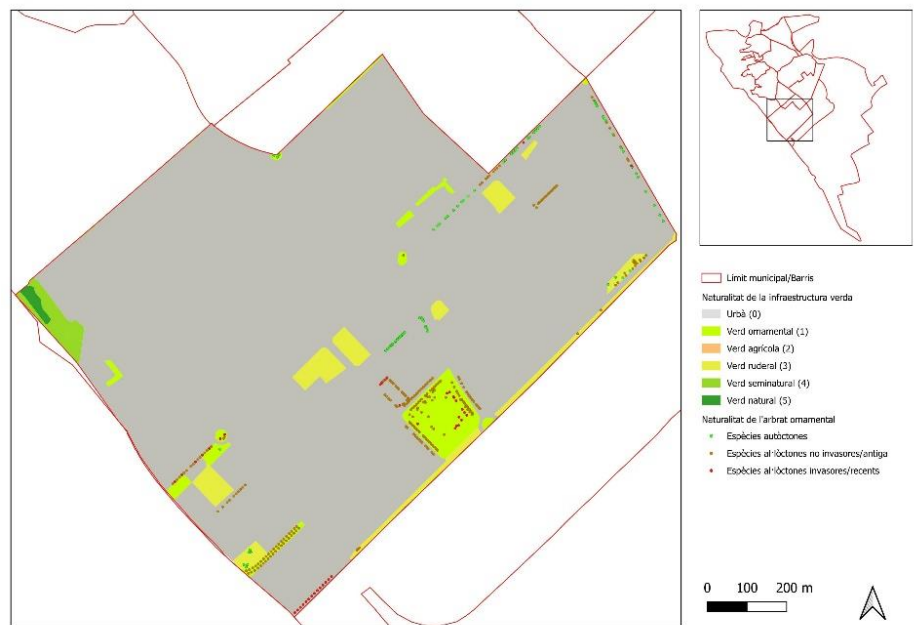 Límit municipal/Barris
Naturalitat de la infraestructura verda
Urbà (0)
Verd ornamental (1)
Verd agrícola (2)
Verd ruderal (3)
Verd seminatural (4)
Verd natural (5)
Naturalitat de l'arbrat ornamental
Espècies autòctones
Espècies al·lòctones no invasores/antiga
Espècies al·lòctones invasores/recents
0 100 200 m